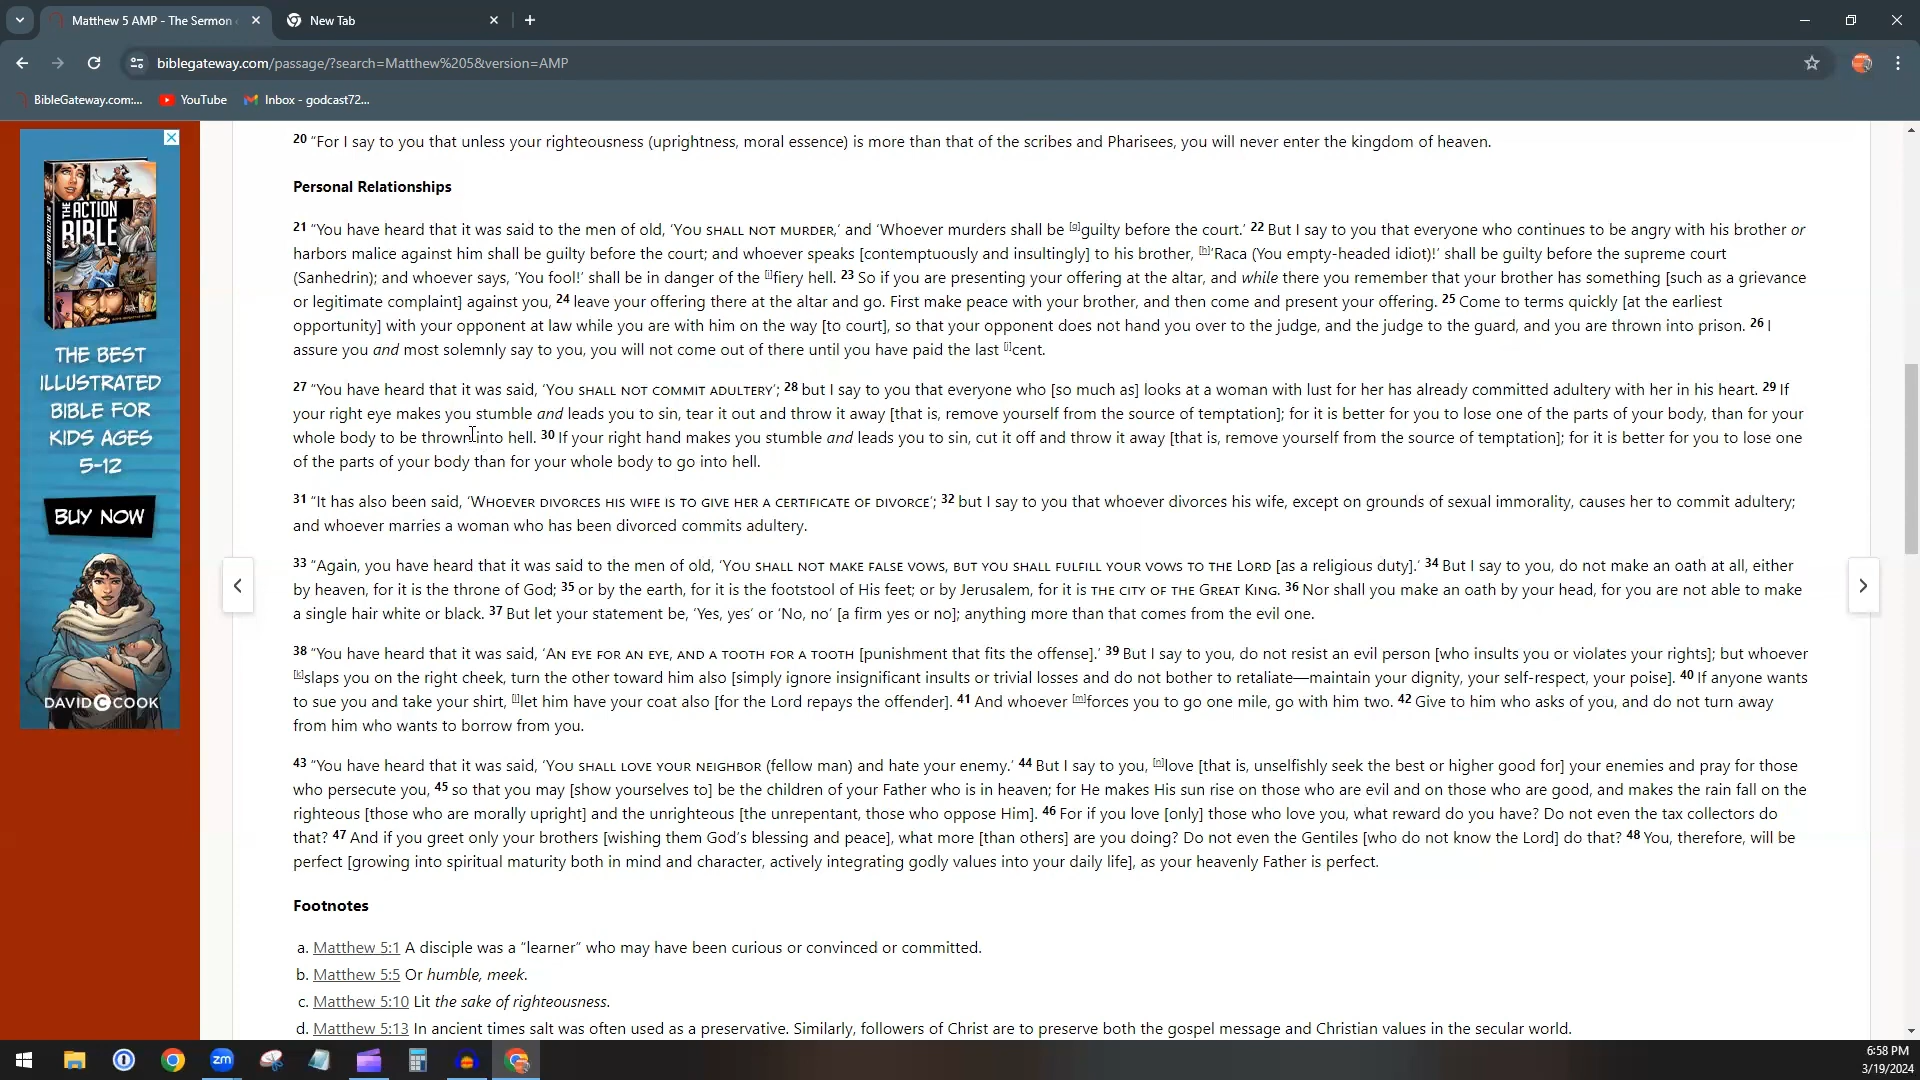 Matthew 5 AMP - The Sermon
New Tab
biblegateway.com/passage/?search=Matthew%205&version=AMP
BibleGateway.com:...
YouTube
Inbox - godcast72...
20 “For I say to you that unless your righteousness (uprightness, moral essence) is more than that of the scribes and Pharisees, you will never enter the kingdom of heaven.
Personal Relationships
21 “You have heard that it was said to the men of old, ‘YOU SHALL NOT MURDER,’ and ‘Whoever murders shall be [g]guilty before the court.’ 22 But I say to you that everyone who continues to be angry with his brother or
harbors malice against him shall be guilty before the court; and whoever speaks [contemptuously and insultingly] to his brother, [h]‘Raca (You empty-headed idiot)!’ shall be guilty before the supreme court
(Sanhedrin); and whoever says, ‘You fool!’ shall be in danger of the [i]fiery hell. 23 So if you are presenting your offering at the altar, and while there you remember that your brother has something [such as a grievance
or legitimate complaint] against you, 24 leave your offering there at the altar and go. First make peace with your brother, and then come and present your offering. 25 Come to terms quickly [at the earliest
opportunity] with your opponent at law while you are with him on the way [to court], so that your opponent does not hand you over to the judge, and the judge to the guard, and you are thrown into prison. 26 I
assure you and most solemnly say to you, you will not come out of there until you have paid the last [j]cent.
27 “You have heard that it was said, ‘YOU SHALL NOT COMMIT ADULTERY’; 28 but I say to you that everyone who [so much as] looks at a woman with lust for her has already committed adultery with her in his heart. 29 If
your right eye makes you stumble and leads you to sin, tear it out and throw it away [that is, remove yourself from the source of temptation]; for it is better for you to lose one of the parts of your body, than for your
whole body to be thrown into hell. 30 If your right hand makes you stumble and leads you to sin, cut it off and throw it away [that is, remove yourself from the source of temptation]; for it is better for you to lose one
of the parts of your body than for your whole body to go into hell.
31 “It has also been said, ‘WHOEVER DIVORCES HIS WIFE IS TO GIVE HER A CERTIFICATE OF DIVORCE’; 32 but I say to you that whoever divorces his wife, except on grounds of sexual immorality, causes her to commit adultery;
and whoever marries a woman who has been divorced commits adultery.
33 “Again, you have heard that it was said to the men of old, ‘YOU SHALL NOT MAKE FALSE VOWS, BUT YOU SHALL FULFILL YOUR VOWS TO THE LORD [as a religious duty].’ 34 But I say to you, do not make an oath at all, either
by heaven, for it is the throne of God; 35 or by the earth, for it is the footstool of His feet; or by Jerusalem, for it is THE CITY OF THE GREAT KING. 36 Nor shall you make an oath by your head, for you are not able to make
a single hair white or black. 37 But let your statement be, ‘Yes, yes’ or ‘No, no’ [a firm yes or no]; anything more than that comes from the evil one.
38 “You have heard that it was said, ‘AN EYE FOR AN EYE, AND A TOOTH FOR A TOOTH [punishment that fits the offense].’ 39 But I say to you, do not resist an evil person [who insults you or violates your rights]; but whoever
[k]slaps you on the right cheek, turn the other toward him also [simply ignore insignificant insults or trivial losses and do not bother to retaliate—maintain your dignity, your self-respect, your poise]. 40 If anyone wants
to sue you and take your shirt, [l]let him have your coat also [for the Lord repays the offender]. 41 And whoever [m]forces you to go one mile, go with him two. 42 Give to him who asks of you, and do not turn away
from him who wants to borrow from you.
43 “You have heard that it was said, ‘YOU SHALL LOVE YOUR NEIGHBOR (fellow man) and hate your enemy.’ 44 But I say to you, [n]love [that is, unselfishly seek the best or higher good for] your enemies and pray for those
who persecute you, 45 so that you may [show yourselves to] be the children of your Father who is in heaven; for He makes His sun rise on those who are evil and on those who are good, and makes the rain fall on the
righteous [those who are morally upright] and the unrighteous [the unrepentant, those who oppose Him]. 46 For if you love [only] those who love you, what reward do you have? Do not even the tax collectors do
that? 47 And if you greet only your brothers [wishing them God’s blessing and peace], what more [than others] are you doing? Do not even the Gentiles [who do not know the Lord] do that? 48 You, therefore, will be
perfect [growing into spiritual maturity both in mind and character, actively integrating godly values into your daily life], as your heavenly Father is perfect.
Footnotes
a. Matthew 5:1 A disciple was a “learner” who may have been curious or convinced or committed.
b. Matthew 5:5 Or humble, meek.
c. Matthew 5:10 Lit the sake of righteousness.
d. Matthew 5:13 In ancient times salt was often used as a preservative. Similarly, followers of Christ are to preserve both the gospel message and Christian values in the secular world.
THE ACTION BIBLE
THE
ACTION
BIBLE
THE BEST
ILLUSTRATED
BIBLE FOR
KIDS AGES
5-12
BUY NOW
DAVID C COOK
zm
6:58 PM
3/19/2024